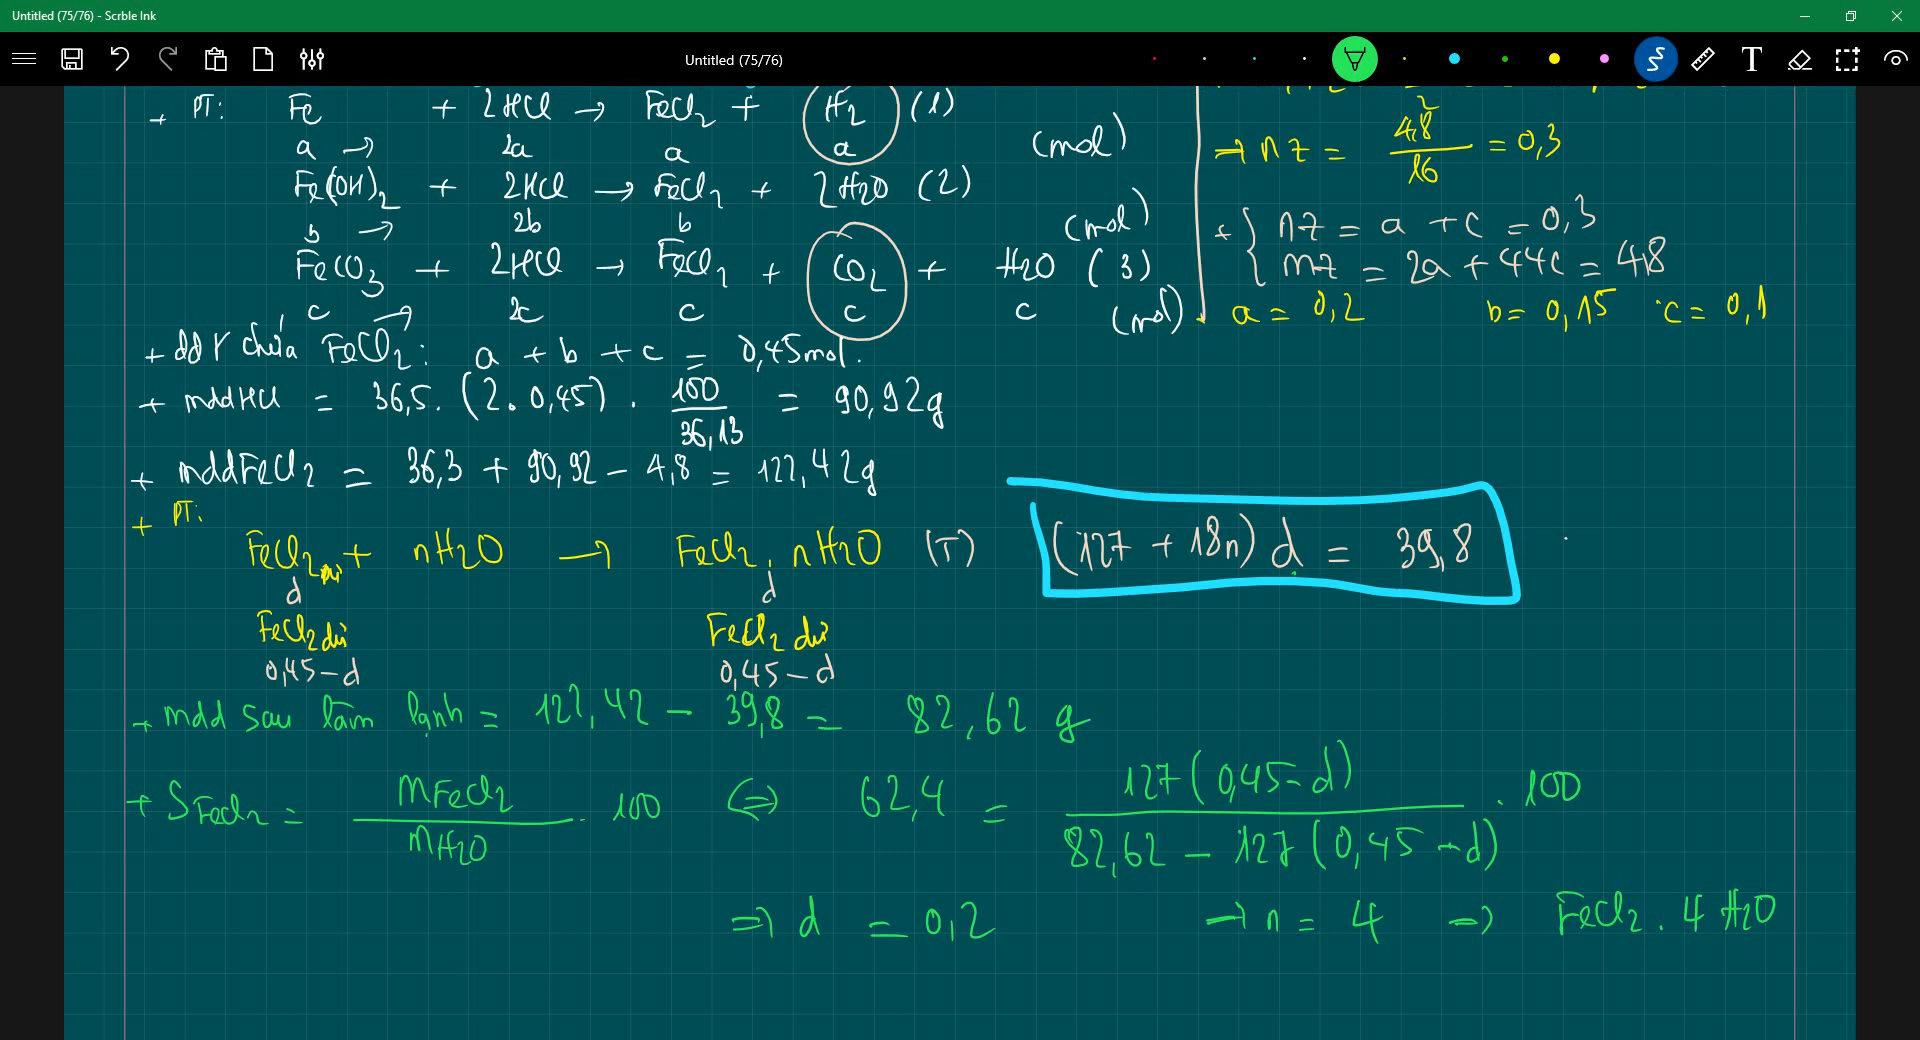 Untitled (75/76) - Scrble Ink
Untitled (75/76)
+ PT: Fe + 2HCl → FeCl2 + H2 (1)
a → 2a a a (mol)
Fe(OH)2 + 2HCl → FeCl2 + 2H2O (2)
b → 2b b (mol)
FeCO3 + 2HCl → FeCl2 + CO2 + H2O (3)
c → 2c c c c (mol)
2
→ nZ = 4,8/16 = 0,3
+ { nZ = a + c = 0,3
mZ = 2a + 44c = 4,8
a = 0,2 b = 0,15 c = 0,1
+ dd Y chứa FeCl2: a + b + c = 0,45 mol.
+ mddHCl = 36,5. (2. 0,45) . 100/36,13 = 90,92g
+ mddFeCl2 = 36,3 + 90,92 - 4,8 = 122,42g
+ PT:
FeCl2 pứ + nH2O → FeCl2. nH2O (T)
d d
FeCl2 dư FeCl2 dư
0,45-d 0,45-d
(127 + 18n) d = 39,8
+ mdd sau làm lạnh = 122,42 - 39,8 = 82,62 g
+ SFeCl2 = mFeCl2/mH2O . 100 ⇔ 62,4 = 127(0,45-d)/82,62 - 127(0,45-d) . 100
⇒ d = 0,2 → n = 4 ⇒ FeCl2 . 4 H2O